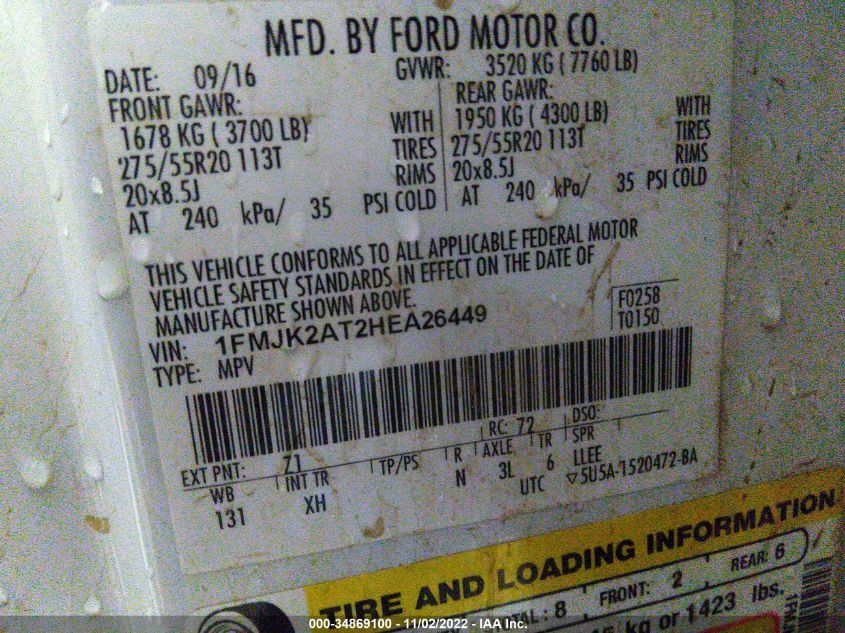 MFD. BY FORD MOTOR CO.
DATE: 09/16 GVWR: 3520 KG ( 7760 LB)
FRONT GAWR: REAR GAWR:
1678 KG ( 3700 LB) WITH 1950 KG ( 4300 LB) WITH
275/55R20 113T TIRES 275/55R20 113T TIRES
20x8.5J RIMS 20x8.5J RIMS
AT 240 kPa/ 35 PSI COLD AT 240 kPa/ 35 PSI COLD
THIS VEHICLE CONFORMS TO ALL APPLICABLE FEDERAL MOTOR
VEHICLE SAFETY STANDARDS IN EFFECT ON THE DATE OF
MANUFACTURE SHOWN ABOVE.
VIN: 1FMJK2AT2HEA26449
TYPE: MPV
F0258
T0150
EXT PNT: Z1 RC: 72 DSO:
WB INT TR TP/PS R AXLE TR SPR
131 XH N 3L 6 LLEE
UTC ▽5U5A-1520472-BA
TIRE AND LOADING INFORMATION
: 8 FRONT: 2 REAR: 6
kg or 1423 lbs.
000-34869100 - 11/02/2022 - IAA Inc.